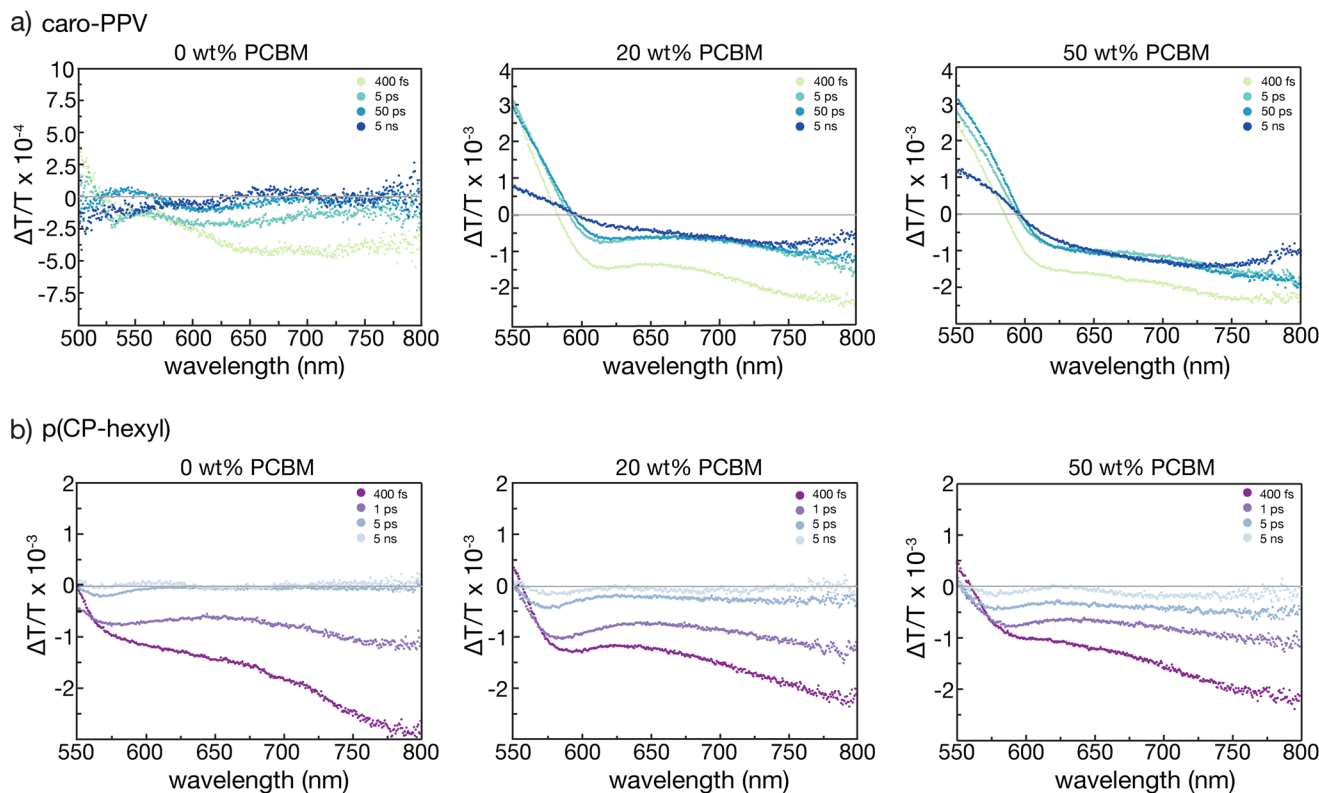 a) caro-PPV
0 wt% PCBM
10
7.5
5.0
2.5
0
-2.5
-5.0
-7.5
ΔT/T x 10⁻⁴
400 fs
5 ps
50 ps
5 ns
500 550 600 650 700 750 800
wavelength (nm)
20 wt% PCBM
4
3
2
1
0
-1
-2
ΔT/T x 10⁻³
400 fs
5 ps
50 ps
5 ns
550 600 650 700 750 800
wavelength (nm)
50 wt% PCBM
4
3
2
1
0
-1
-2
ΔT/T x 10⁻³
400 fs
5 ps
50 ps
5 ns
550 600 650 700 750 800
wavelength (nm)
b) p(CP-hexyl)
0 wt% PCBM
2
1
0
-1
-2
ΔT/T x 10⁻³
400 fs
1 ps
5 ps
5 ns
550 600 650 700 750 800
wavelength (nm)
20 wt% PCBM
2
1
0
-1
-2
ΔT/T x 10⁻³
400 fs
1 ps
5 ps
5 ns
550 600 650 700 750 800
wavelength (nm)
50 wt% PCBM
2
1
0
-1
-2
ΔT/T x 10⁻³
400 fs
1 ps
5 ps
5 ns
550 600 650 700 750 800
wavelength (nm)